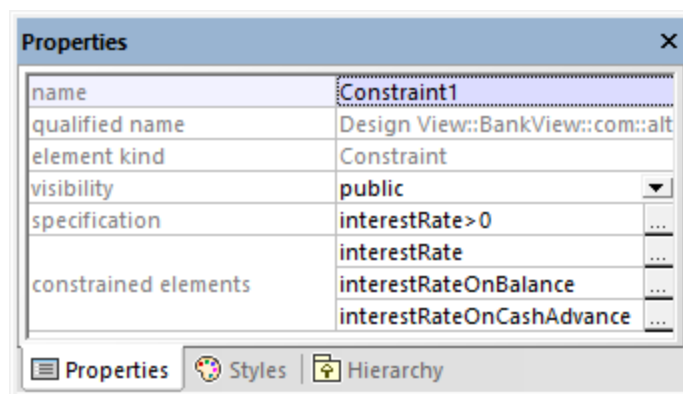 Properties
name Constraint1
qualified name Design View::BankView::com::alt
element kind Constraint
visibility public
specification interestRate>0 ...
interestRate ...
constrained elements interestRateOnBalance ...
interestRateOnCashAdvance ...
Properties Styles Hierarchy